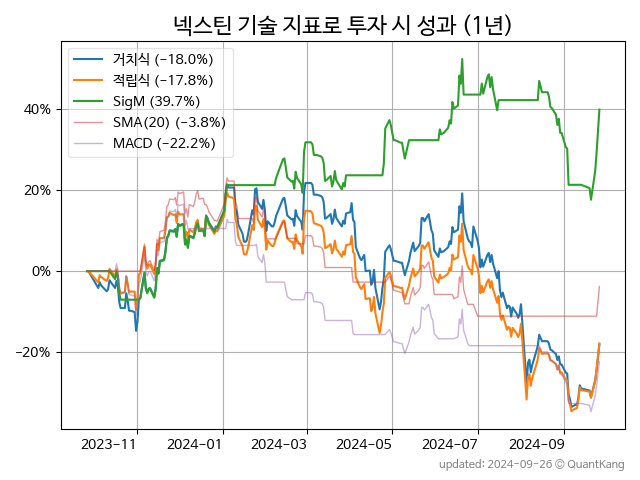 넥스틴 기술 지표로 투자 시 성과 (1년)
거치식 (−18.0%)
적립식 (−17.8%)
SigM (39.7%)
SMA(20) (−3.8%)
MACD (−22.2%)
40%
20%
0%
−20%
2023-11
2024-01
2024-03
2024-05
2024-07
2024-09
updated: 2024-09-26 © QuantKang